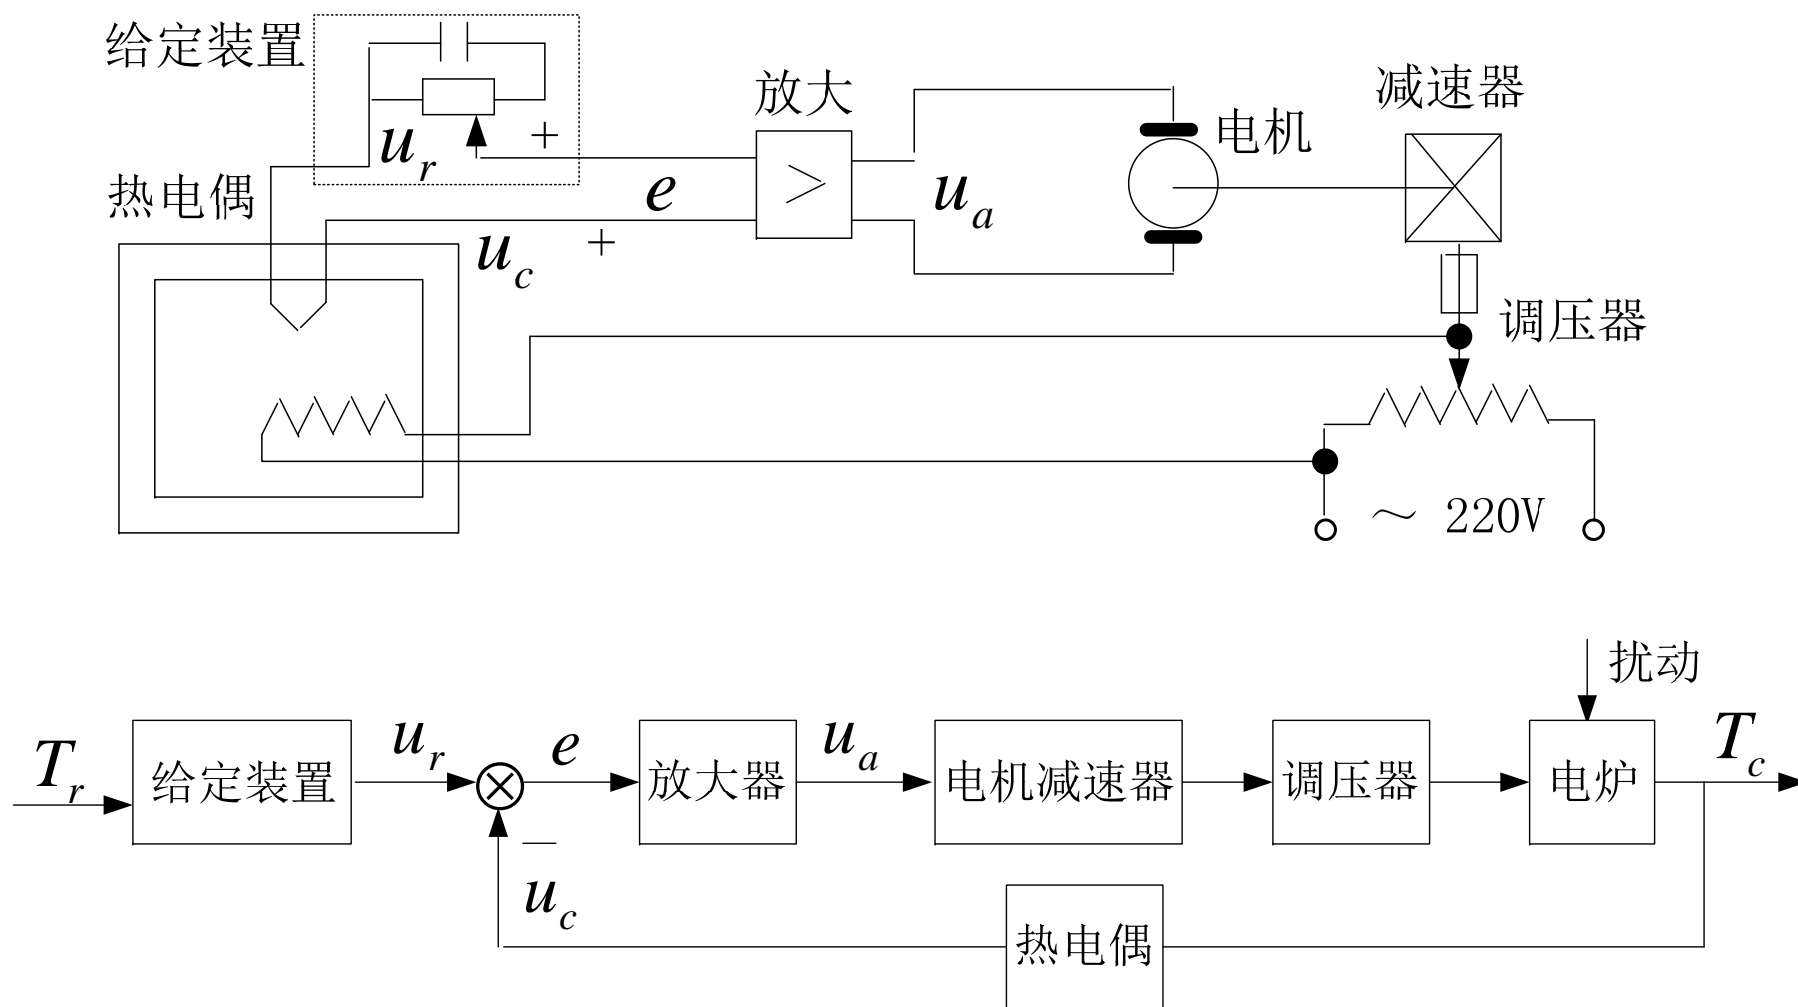 给定装置
放大
减速器
电机
u_r
+
热电偶
e
>
u_a
u_c
+
调压器
~ 220V
扰动
T_r
给定装置
u_r
e
放大器
u_a
电机减速器
调压器
电炉
T_c
—
u_c
热电偶